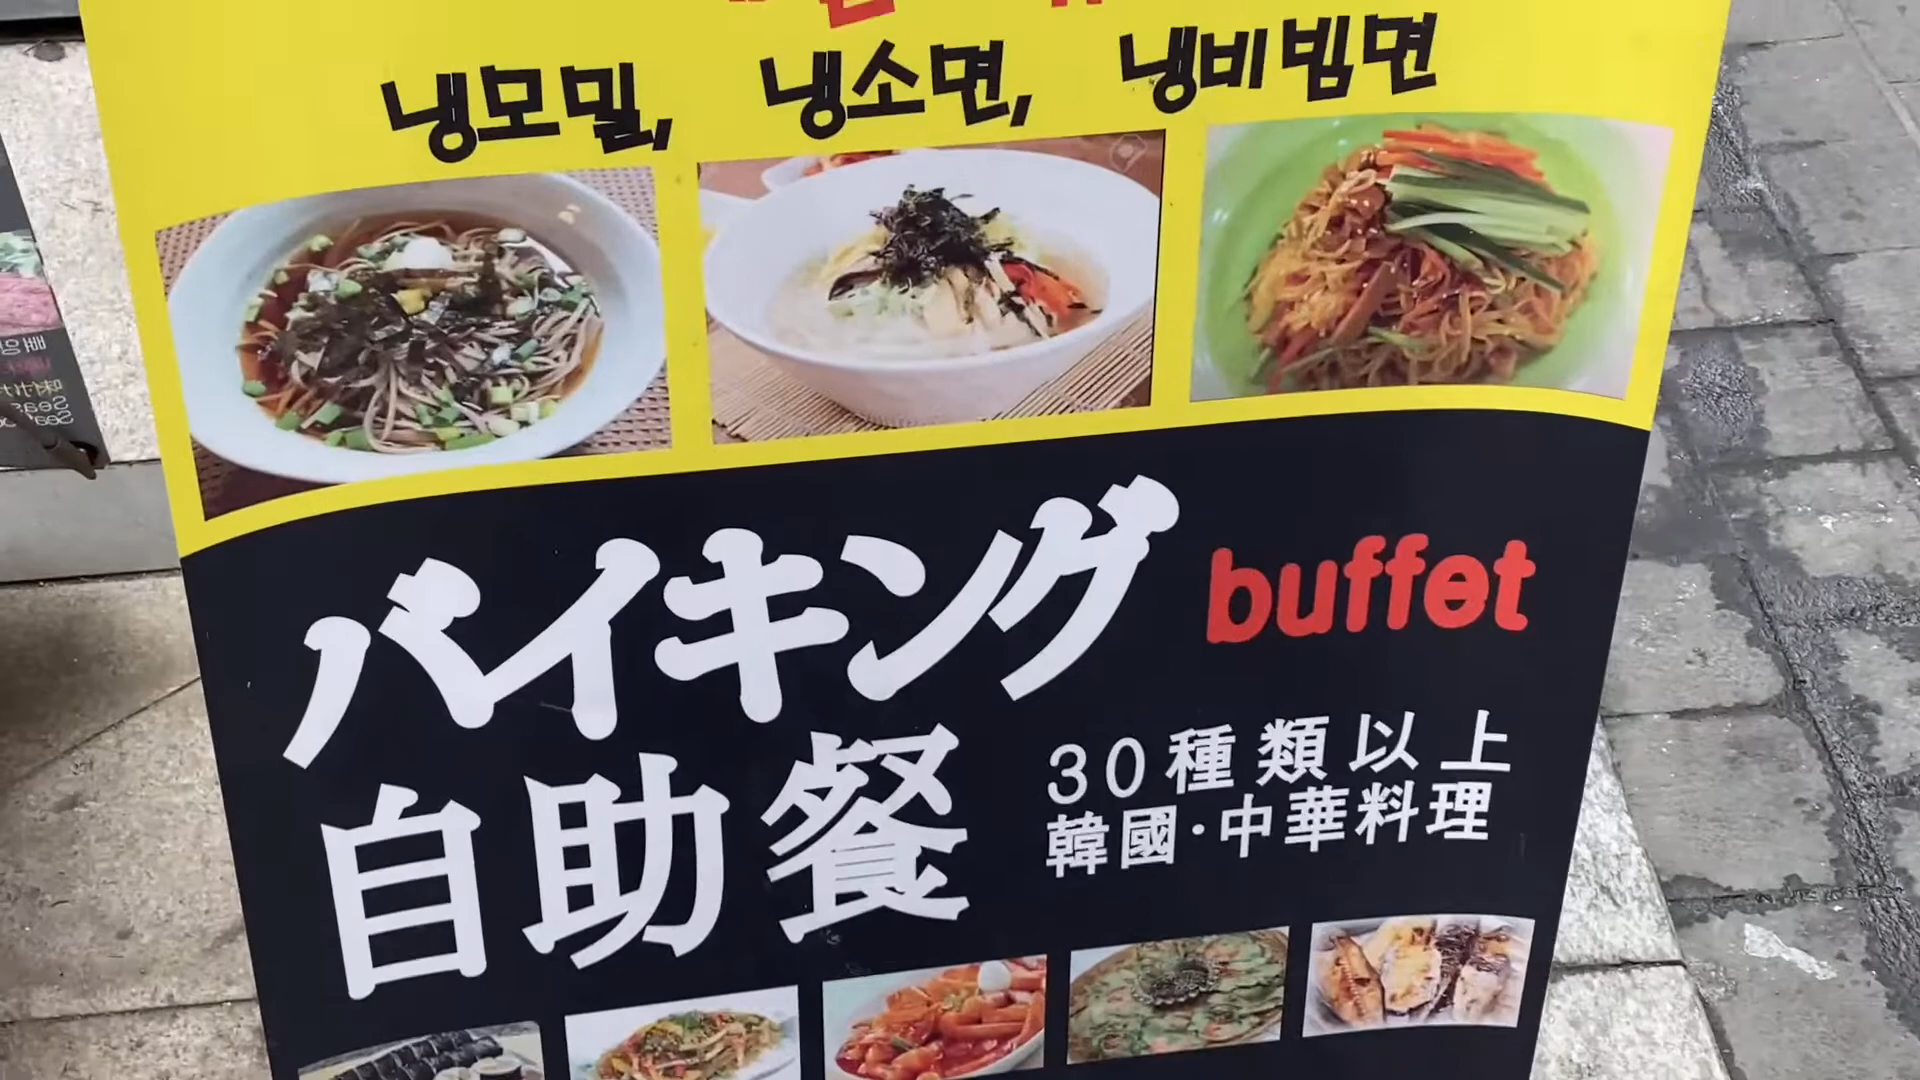 냉모밀, 냉소면, 냉비빔면
バイキング buffet
自助餐
30種類以上
韓國·中華料理